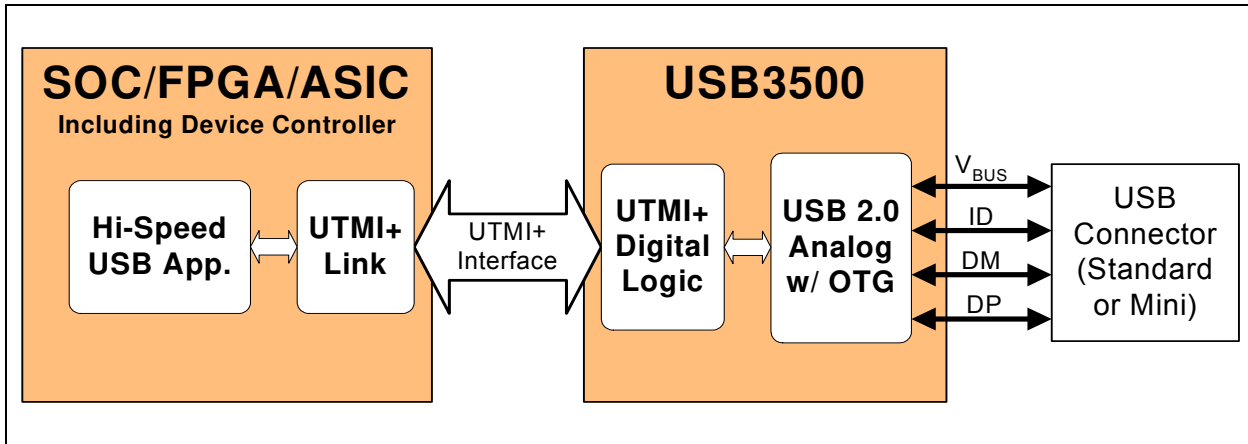 SOC/FPGA/ASIC
Including Device Controller
Hi-Speed
USB App.
UTMI+
Link
UTMI+
Interface
USB3500
UTMI+
Digital
Logic
USB 2.0
Analog
w/ OTG
VBUS
ID
DM
DP
USB
Connector
(Standard
or Mini)